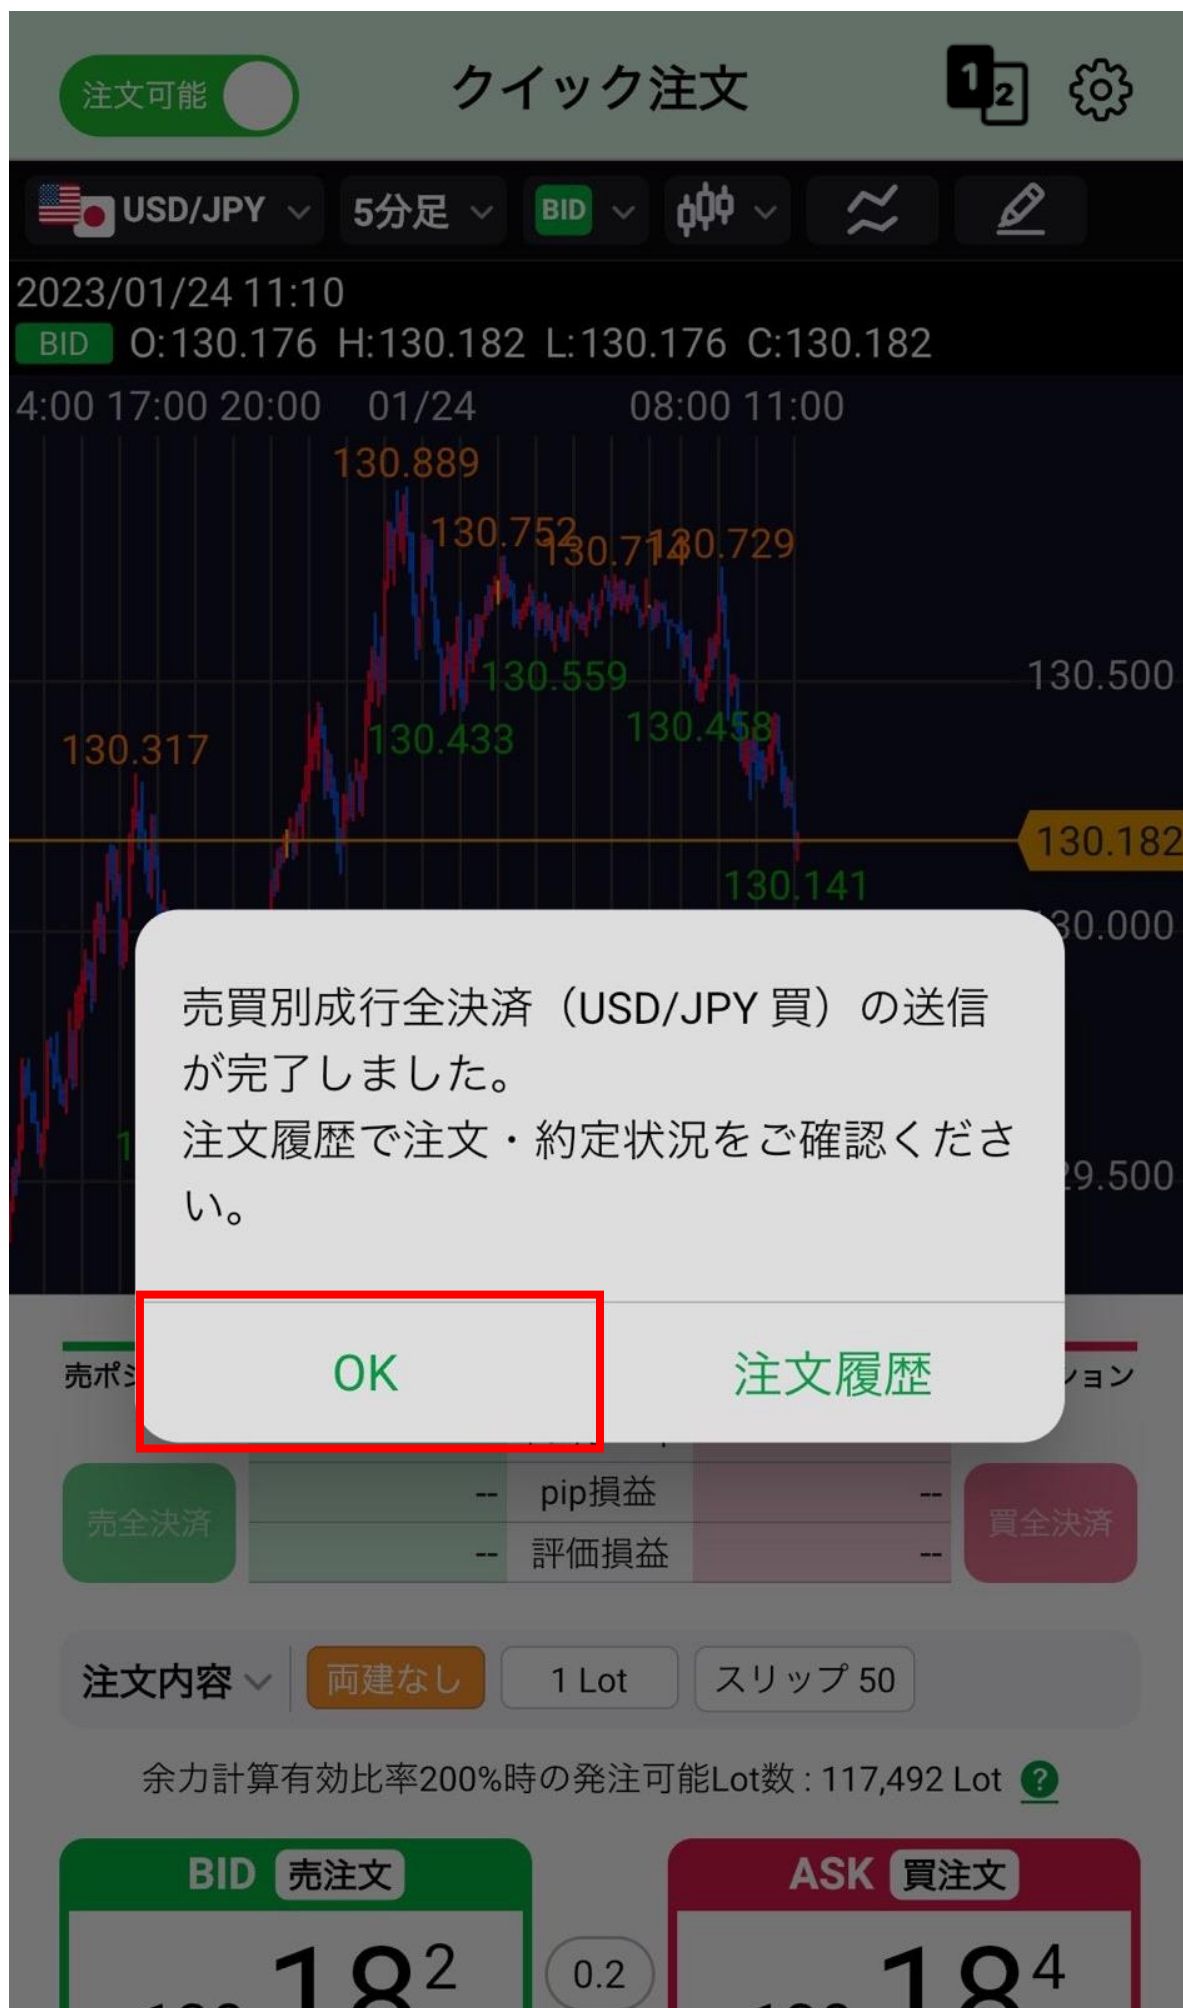 注文可能
クイック注文
1 2
USD/JPY 5分足 BID
2023/01/24 11:10
BID O:130.176 H:130.182 L:130.176 C:130.182
4:00 17:00 20:00 01/24 08:00 11:00
130.889
130.752
130.714
130.729
130.559
130.500
130.458
130.433
130.317
130.182
130.141
売買別成行全決済（USD/JPY 買）の送信
が完了しました。
注文履歴で注文・約定状況をご確認くださ
い。
OK 注文履歴
売全決済
-- pip損益 --
買全決済
-- 評価損益 --
注文内容 両建なし 1 Lot スリップ 50
余力計算有効比率200%時の発注可能Lot数 : 117,492 Lot ?
BID 売注文
ASK 買注文
18 2
0.2
18 4